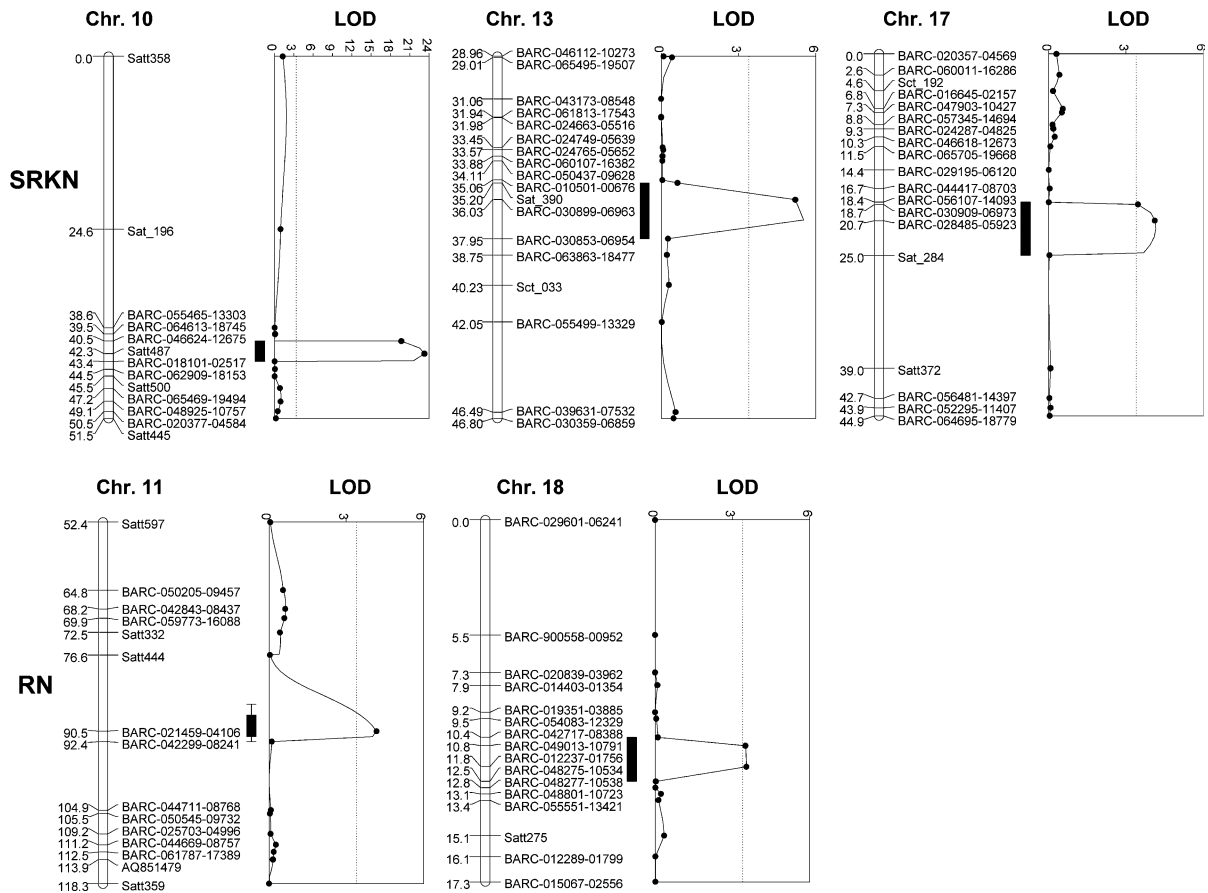 Chr. 10 LOD
0 3 6 9 12 15 18 21 24
SRKN
0.0 Satt358
24.6 Sat_196
38.6 BARC-055465-13303
39.5 BARC-064613-18745
40.5 BARC-046624-12675
42.3 Satt487
43.4 BARC-018101-02517
44.5 BARC-062909-18153
45.5 Satt500
47.2 BARC-065469-19494
49.1 BARC-048925-10757
50.5 BARC-020377-04584
51.5 Satt445
Chr. 13 LOD
0 3 6
28.96 BARC-046112-10273
29.01 BARC-065495-19507
31.06 BARC-043173-08548
31.94 BARC-061813-17543
31.98 BARC-024663-05516
33.45 BARC-024749-05639
33.57 BARC-024765-05652
33.88 BARC-060107-16382
34.11 BARC-050437-09628
35.06 BARC-010501-00676
35.20 Sat_390
36.03 BARC-030899-06963
37.95 BARC-030853-06954
38.75 BARC-063863-18477
40.23 Sct_033
42.05 BARC-055499-13329
46.49 BARC-039631-07532
46.80 BARC-030359-06859
Chr. 17 LOD
0 3 6
0.0 BARC-020357-04569
2.6 BARC-060011-16286
4.6 Sct_192
6.8 BARC-016645-02157
7.3 BARC-047903-10427
8.8 BARC-057345-14694
9.3 BARC-024287-04825
10.3 BARC-046618-12673
11.5 BARC-065705-19668
14.4 BARC-029195-06120
16.7 BARC-044417-08703
18.4 BARC-056107-14093
18.7 BARC-030909-06973
20.7 BARC-028485-05923
25.0 Sat_284
39.0 Satt372
42.7 BARC-056481-14397
43.9 BARC-052295-11407
44.9 BARC-064695-18779
Chr. 11 LOD
0 3 6
RN
52.4 Satt597
64.8 BARC-050205-09457
68.2 BARC-042843-08437
69.9 BARC-059773-16088
72.5 Satt332
76.6 Satt444
90.5 BARC-021459-04106
92.4 BARC-042299-08241
104.9 BARC-044711-08768
105.5 BARC-050545-09732
109.2 BARC-025703-04996
111.2 BARC-044669-08757
112.5 BARC-061787-17389
113.9 AQ851479
118.3 Satt359
Chr. 18 LOD
0 3 6
0.0 BARC-029601-06241
5.5 BARC-900558-00952
7.3 BARC-020839-03962
7.9 BARC-014403-01354
9.2 BARC-019351-03885
9.5 BARC-054083-12329
10.4 BARC-042717-08388
10.8 BARC-049013-10791
11.8 BARC-012237-01756
12.5 BARC-048275-10534
12.8 BARC-048277-10538
13.1 BARC-048801-10723
13.4 BARC-055551-13421
15.1 Satt275
16.1 BARC-012289-01799
17.3 BARC-015067-02556